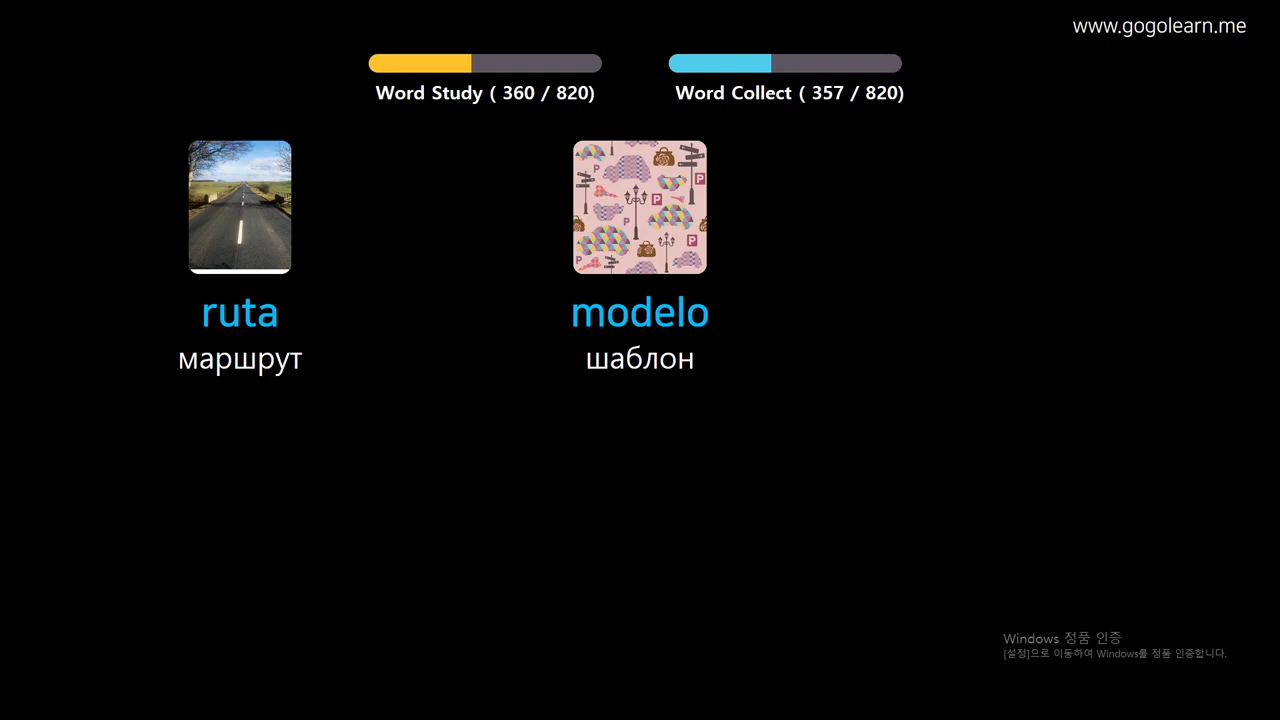 www.gogolearn.me
Word Study ( 360 / 820)
Word Collect ( 357 / 820)
ruta
маршрут
modelo
шаблон
Windows 정품 인증
[설정]으로 이동하여 Windows를 정품 인증합니다.